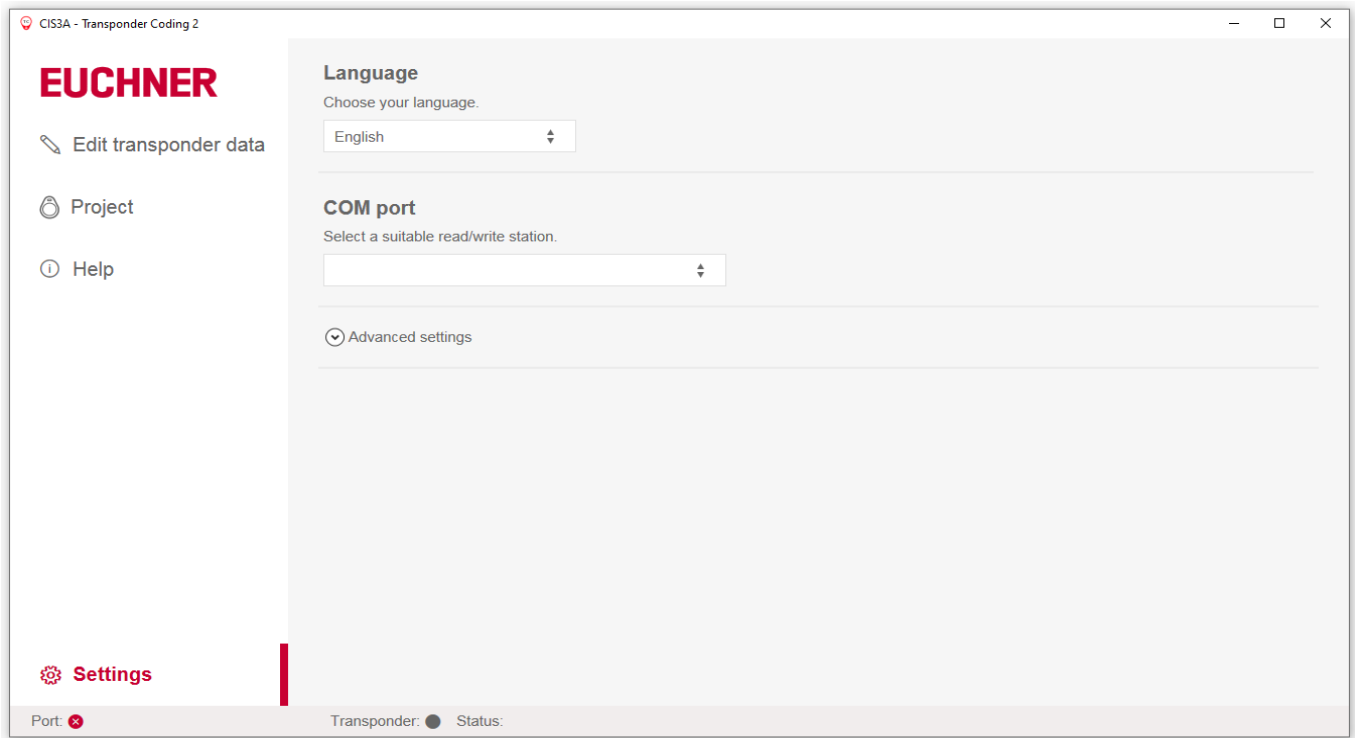 CIS3A - Transponder Coding 2
EUCHNER
Edit transponder data
Project
Help
Settings
Language
Choose your language.
English
COM port
Select a suitable read/write station.
Advanced settings
Port:
Transponder:
Status: